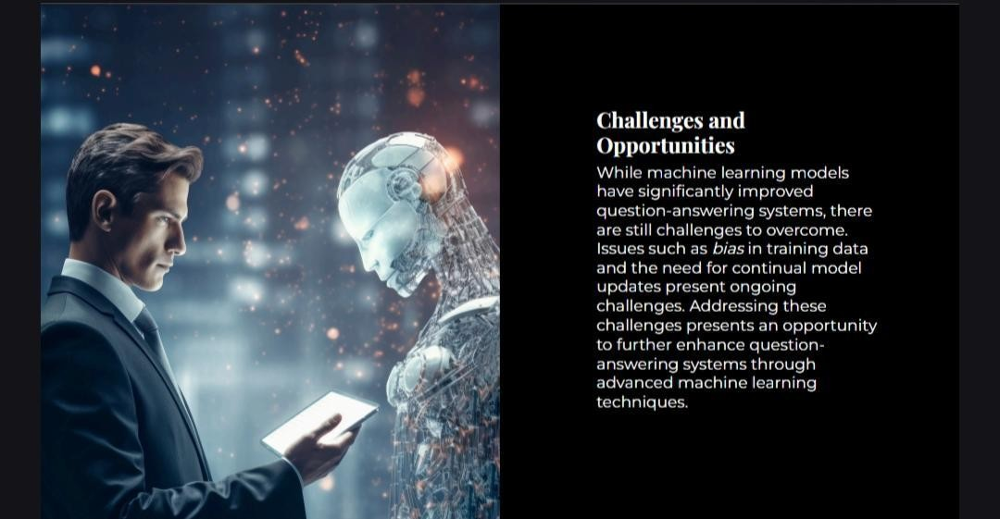 Challenges and
Opportunities
While machine learning models
have significantly improved
question-answering systems, there
are still challenges to overcome.
Issues such as bias in training data
and the need for continual model
updates present ongoing
challenges. Addressing these
challenges presents an opportunity
to further enhance question-
answering systems through
advanced machine learning
techniques.